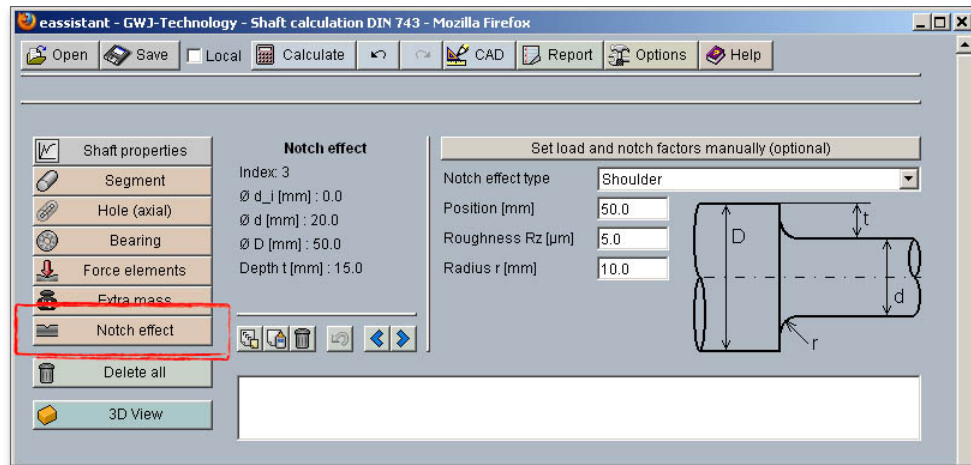 eassistant - GWJ-Technology - Shaft calculation DIN 743 - Mozilla Firefox
Open Save Local Calculate CAD Report Options Help
Shaft properties
Segment
Hole (axial)
Bearing
Force elements
Extra mass
Notch effect
Delete all
3D View
Notch effect
Index: 3
Ø d_i [mm] : 0.0
Ø d [mm] : 20.0
Ø D [mm] : 50.0
Depth t [mm] : 15.0
Set load and notch factors manually (optional)
Notch effect type Shoulder
Position [mm] 50.0
Roughness Rz [µm] 5.0
Radius r [mm] 10.0
D
t
d
r